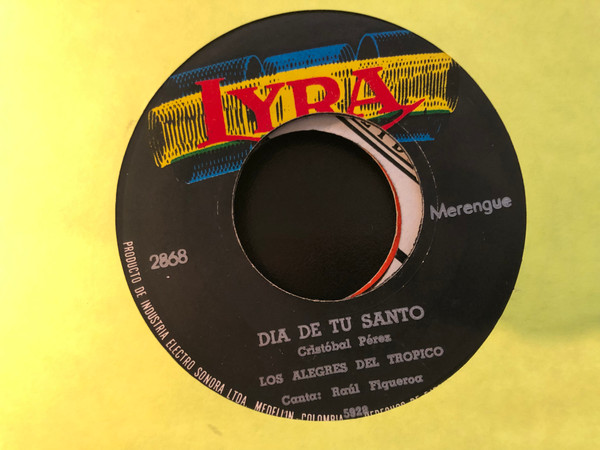 LYRA
Merengue
2868
DIA DE TU SANTO
Cristóbal Pérez
LOS ALEGRES DEL TROPICO
Canta: Raúl Figueroa
5929
PRODUCTO DE INDUSTRIA ELECTRO SONORA LTDA. MEDELLIN, COLOMBIA